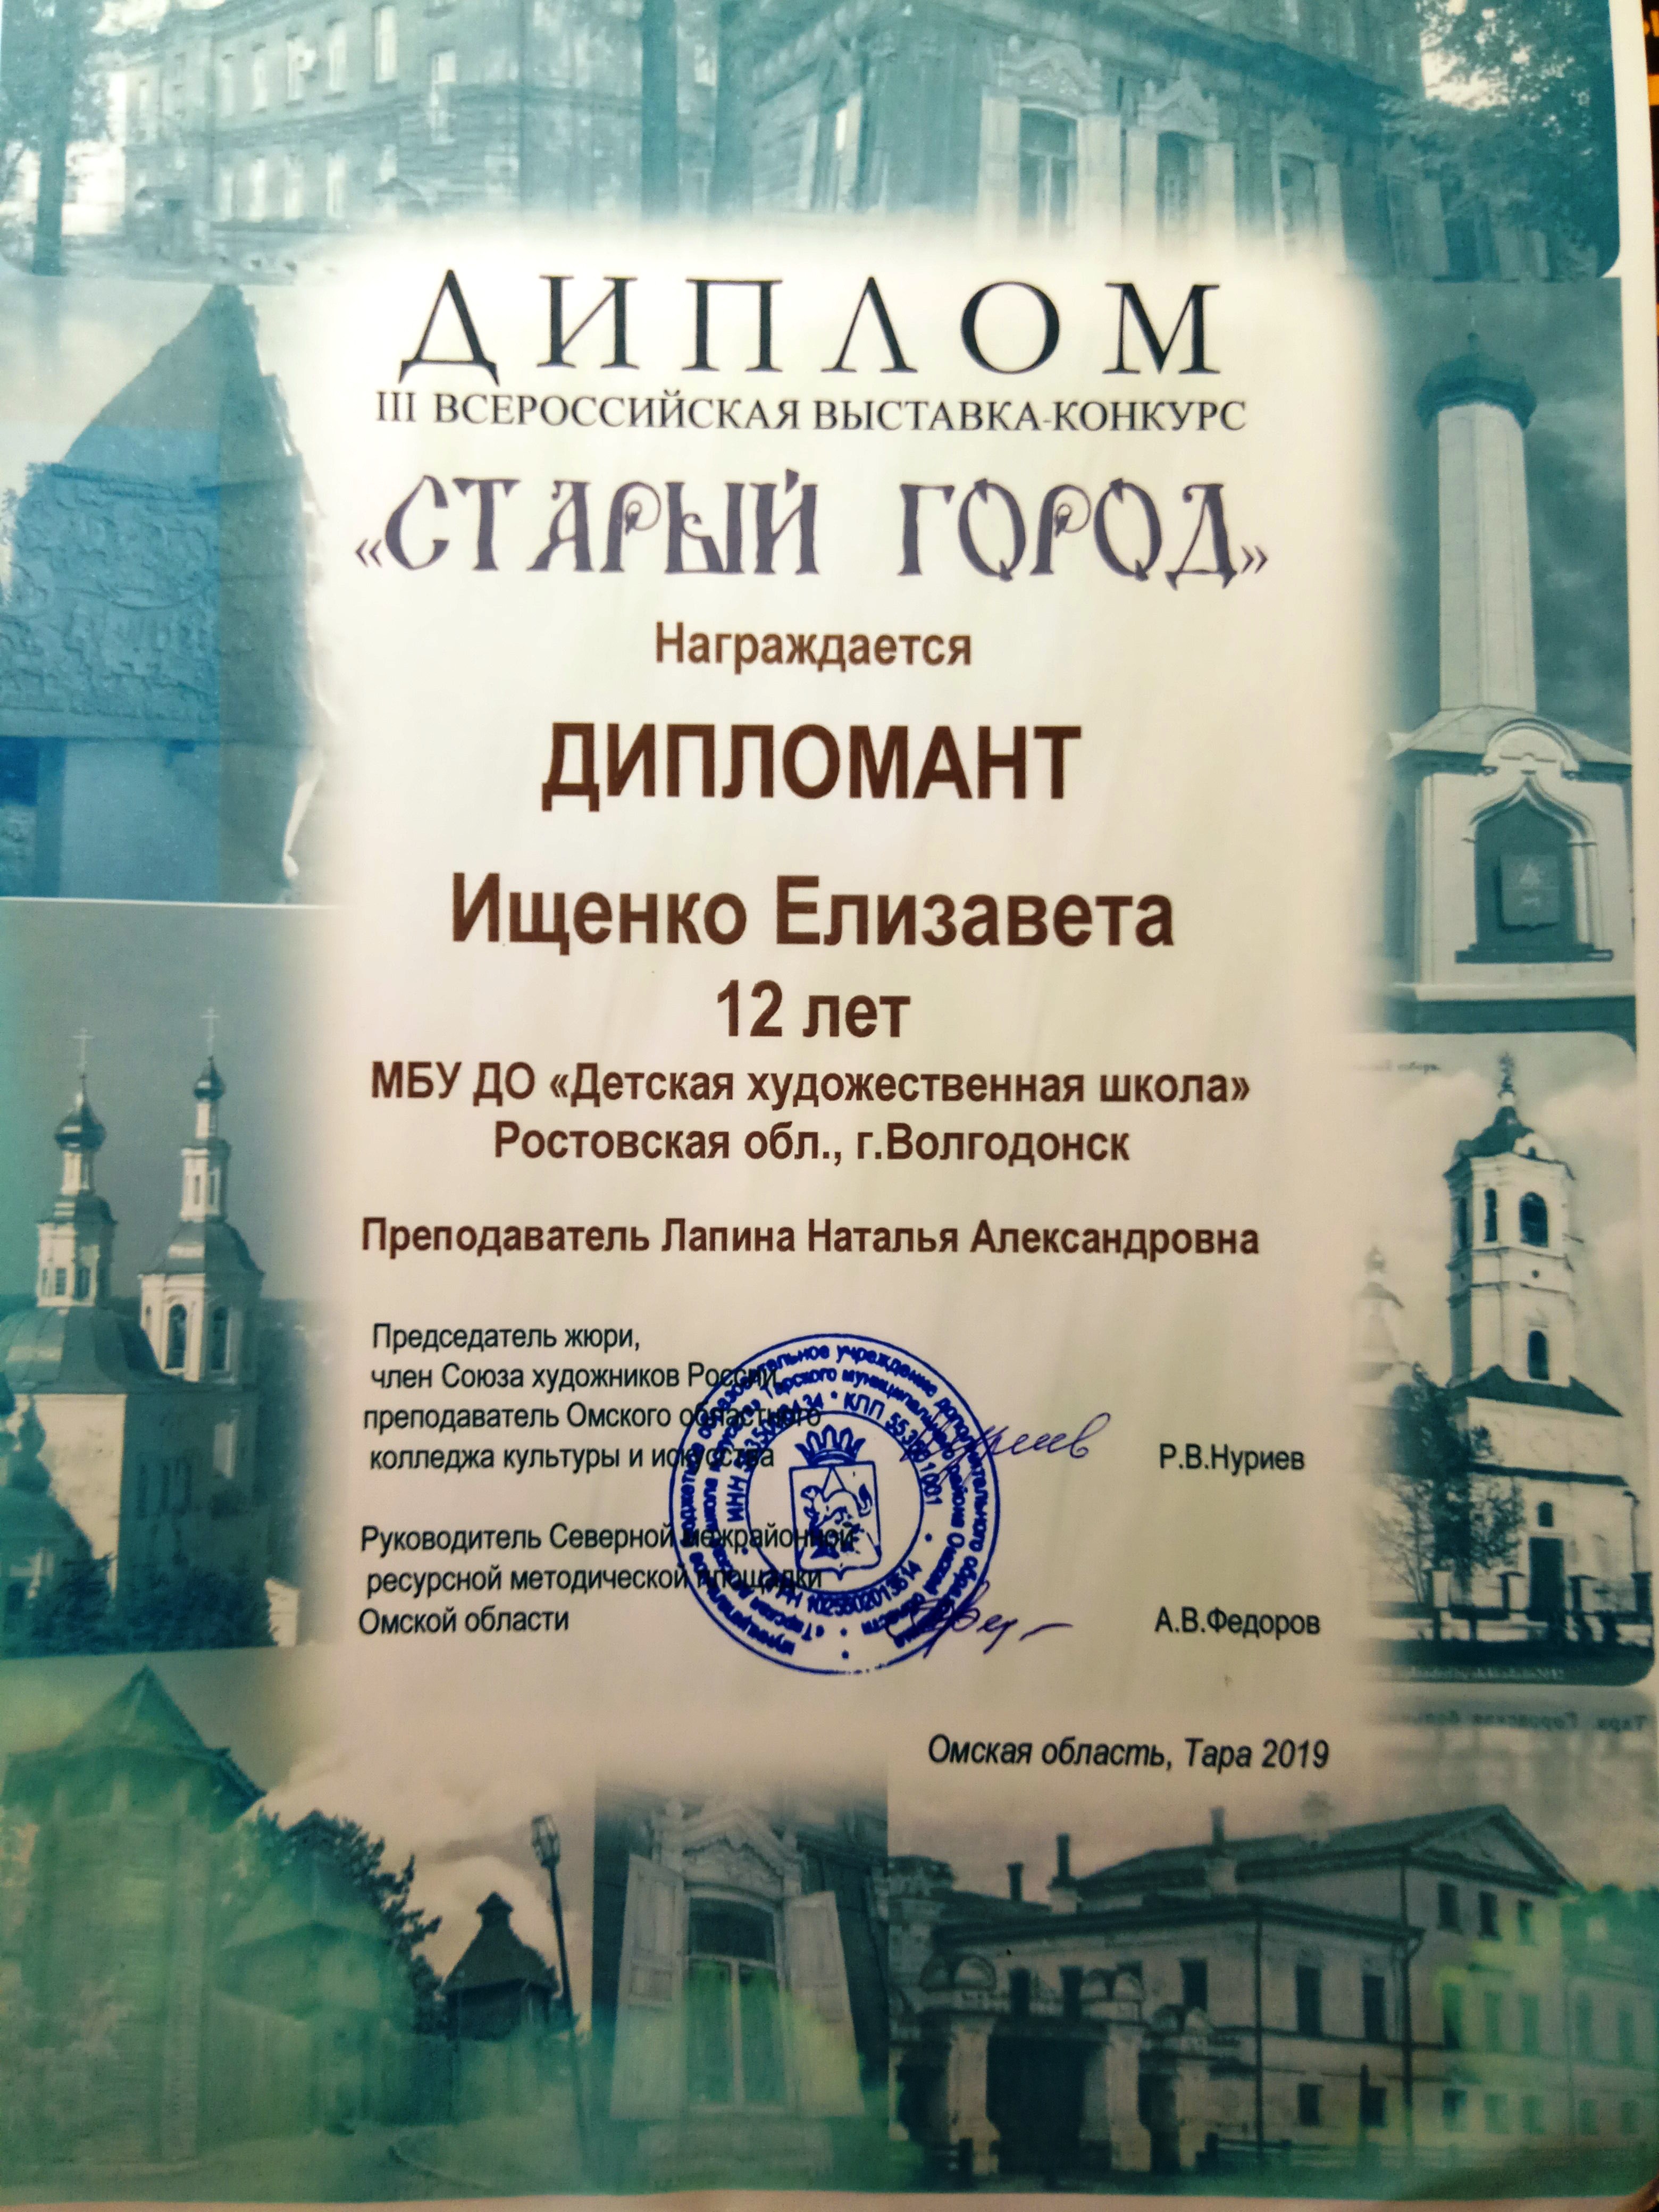 ДИПЛОМ
III ВСЕРОССИЙСКАЯ ВЫСТАВКА-КОНКУРС
«СТАРЫЙ ГОРОД»
Награждается
ДИПЛОМАНТ
Ищенко Елизавета
12 лет
МБУ ДО «Детская художественная школа»
Ростовская обл., г.Волгодонск
Преподаватель Лапина Наталья Александровна
Председатель жюри,
член Союза художников России,
преподаватель Омского областного
колледжа культуры и искусства
Р.В.Нуриев
Руководитель Северной межрайонной
ресурсной методической площадки
Омской области
А.В.Федоров
Омская область, Тара 2019